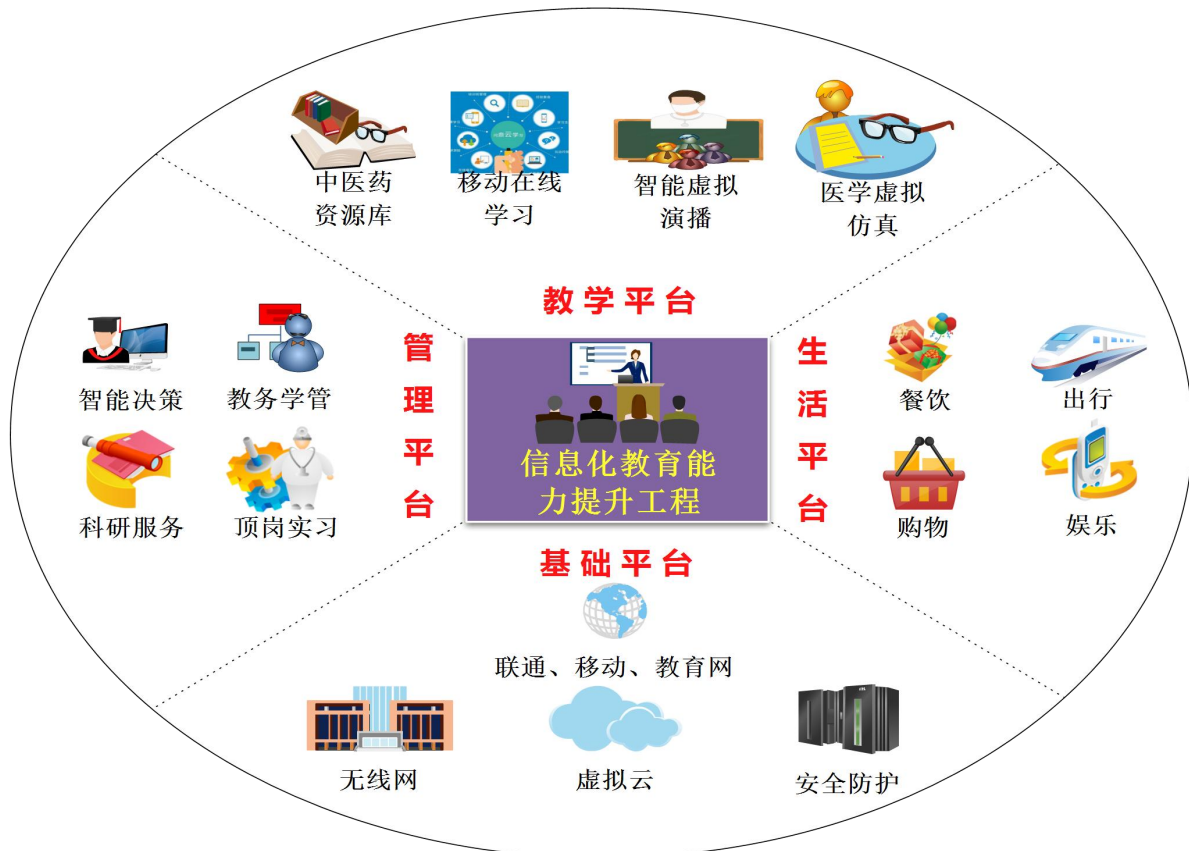 中医药
资源库
移动在线
学习
智能虚拟
演播
医学虚拟
仿真
教学平台
管理平台
智能决策
教务学管
科研服务
顶岗实习
信息化教育能
力提升工程
生活平台
餐饮
出行
购物
娱乐
基础平台
联通、移动、教育网
无线网
虚拟云
安全防护